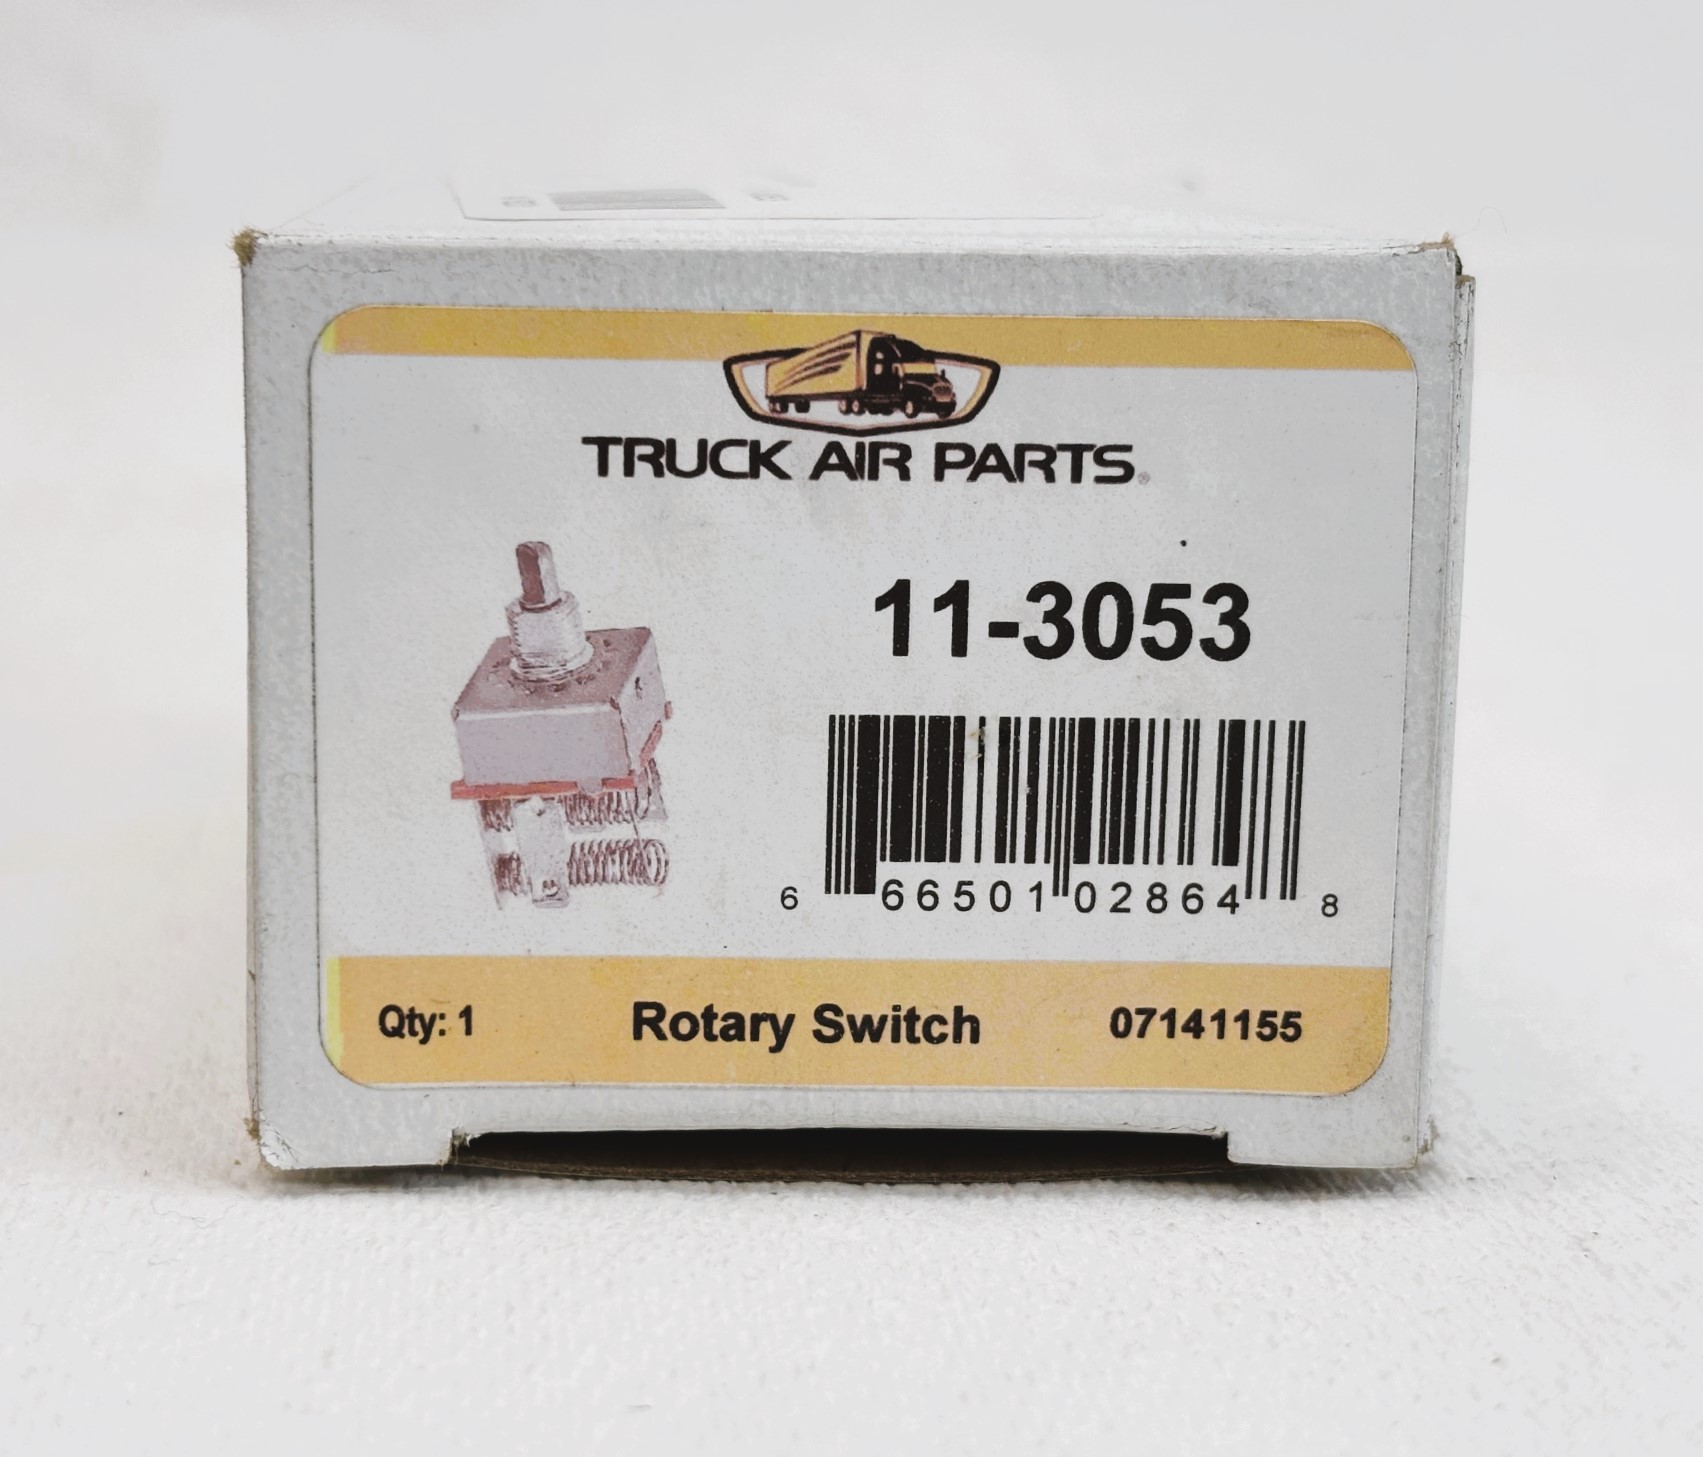 TRUCK AIR PARTS®
11-3053
6 66501 02864 8
Qty: 1 Rotary Switch 07141155